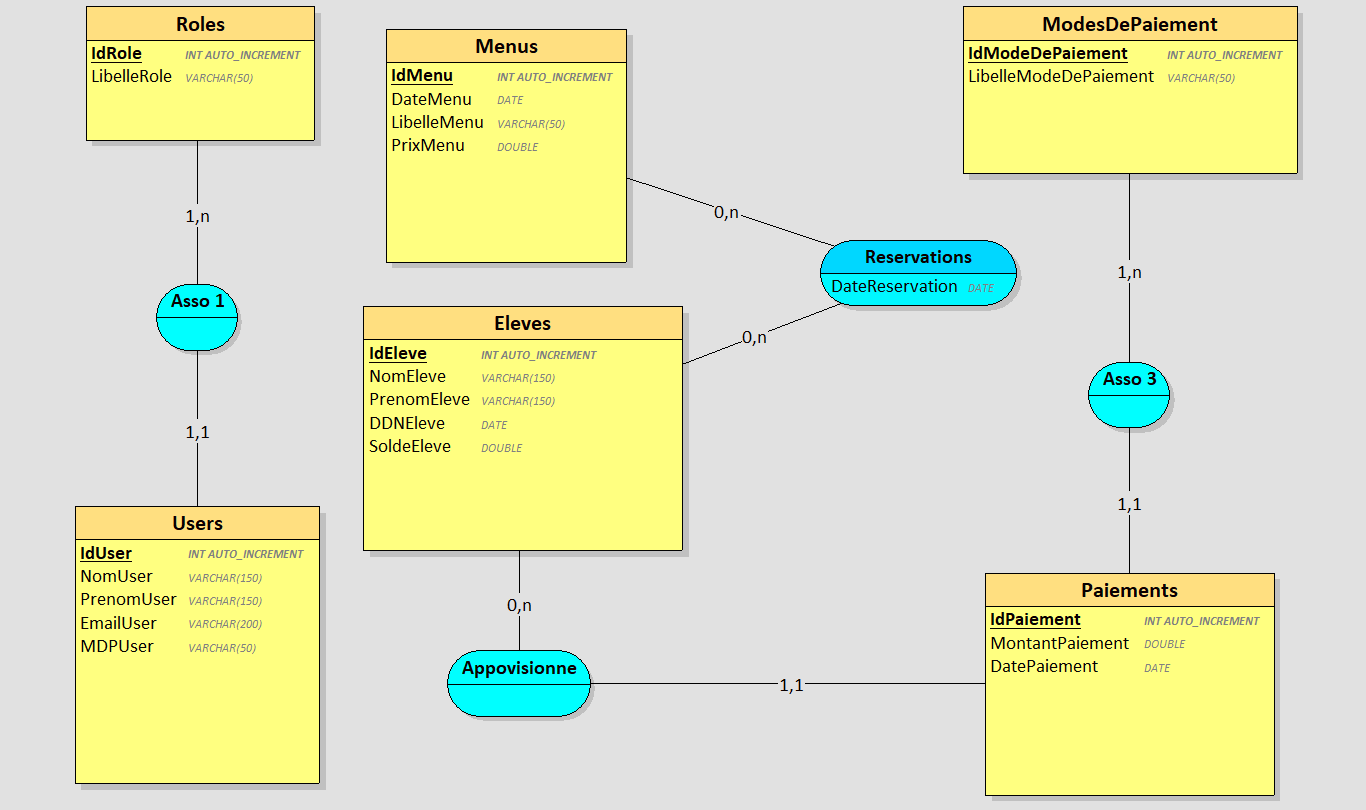 Roles
IdRole INT AUTO_INCREMENT
LibelleRole VARCHAR(50)
1,n
Asso 1
1,1
Users
IdUser INT AUTO_INCREMENT
NomUser VARCHAR(150)
PrenomUser VARCHAR(150)
EmailUser VARCHAR(200)
MDPUser VARCHAR(50)
Menus
IdMenu INT AUTO_INCREMENT
DateMenu DATE
LibelleMenu VARCHAR(50)
PrixMenu DOUBLE
0,n
Reservations
DateReservation DATE
0,n
Eleves
IdEleve INT AUTO_INCREMENT
NomEleve VARCHAR(150)
PrenomEleve VARCHAR(150)
DDNEleve DATE
SoldeEleve DOUBLE
0,n
Appovisionne
1,1
ModesDePaiement
IdModeDePaiement INT AUTO_INCREMENT
LibelleModeDePaiement VARCHAR(50)
1,n
Asso 3
1,1
Paiements
IdPaiement INT AUTO_INCREMENT
MontantPaiement DOUBLE
DatePaiement DATE